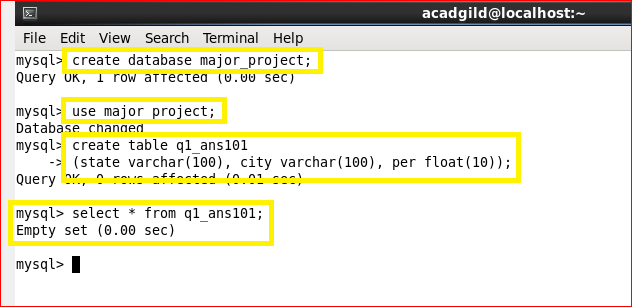 acadgild@localhost:~
File Edit View Search Terminal Help
mysql> create database major_project;
Query OK, 1 row affected (0.00 sec)
mysql> use major_project;
Database changed
mysql> create table q1_ans101
-> (state varchar(100), city varchar(100), per float(10));
Query OK, 0 rows affected (0.01 sec)
mysql> select * from q1_ans101;
Empty set (0.00 sec)
mysql>